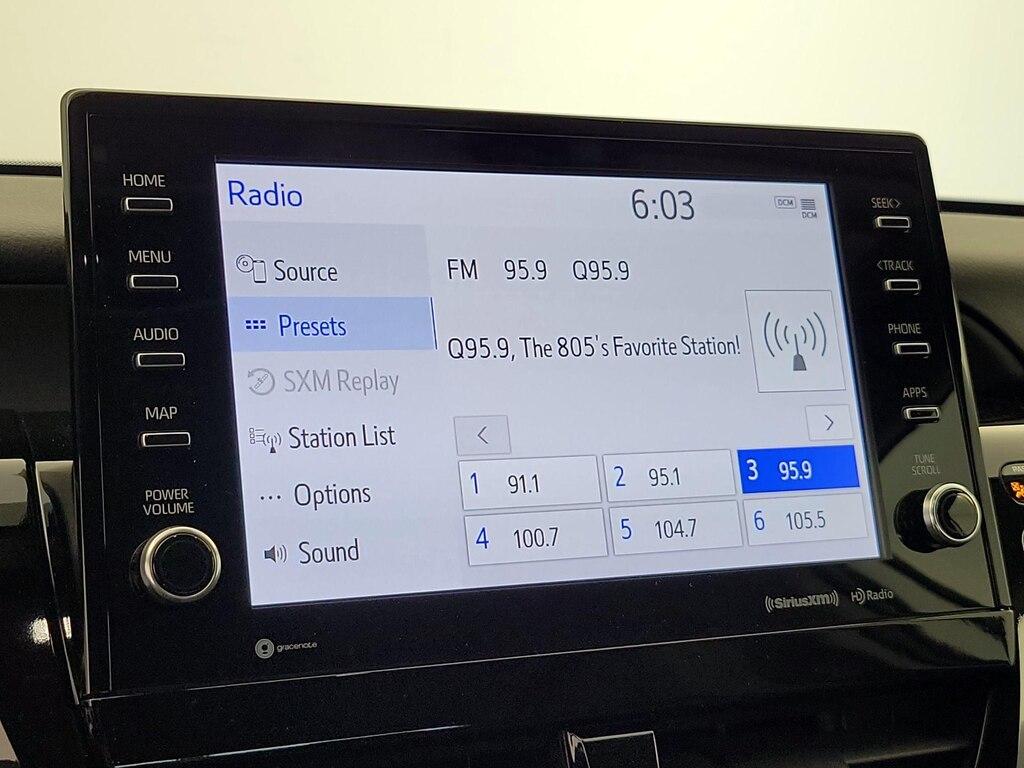 HOME
MENU
AUDIO
MAP
POWER
VOLUME
Radio
6:03
DCM
DCM
Source
Presets
SXM Replay
Station List
... Options
Sound
FM 95.9 Q95.9
Q95.9, The 805's Favorite Station!
< >
1 91.1 2 95.1 3 95.9
4 100.7 5 104.7 6 105.5
SEEK>
<TRACK
PHONE
APPS
TUNE
SCROLL
gracenote
((SiriusXM))
HD Radio